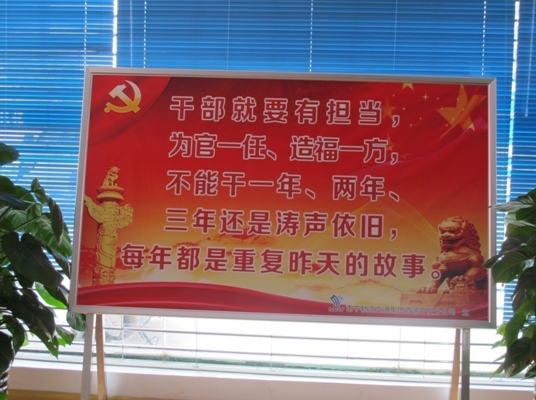 干部就要有担当，
为官一任、造福一方，
不能干一年、两年、
三年还是涛声依旧，
每年都是重复昨天的故事。